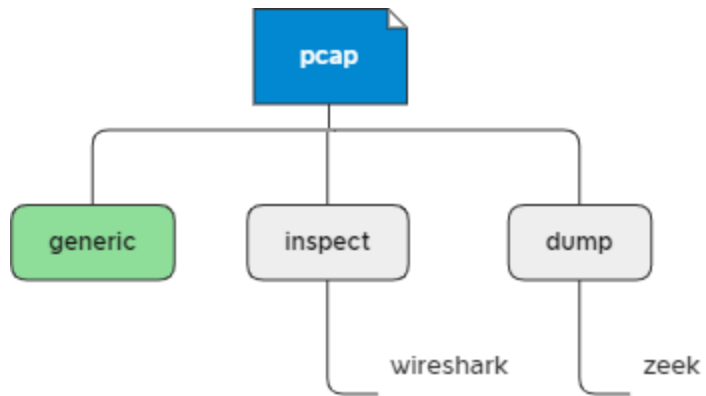 pcap
generic
inspect
dump
wireshark
zeek